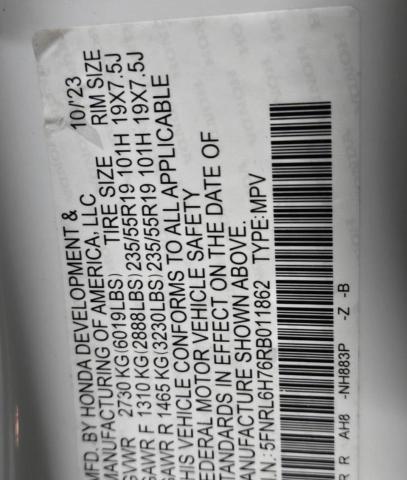 MFD. BY HONDA DEVELOPMENT & 10/'23
MANUFACTURING OF AMERICA, LLC
GVWR 2730 KG(6019LBS) TIRE SIZE RIM SIZE
GAWR F 1310 KG(2888LBS) 235/55R19 101H 19X7.5J
GAWR R 1465 KG(3230LBS) 235/55R19 101H 19X7.5J
THIS VEHICLE CONFORMS TO ALL APPLICABLE
FEDERAL MOTOR VEHICLE SAFETY
STANDARDS IN EFFECT ON THE DATE OF
MANUFACTURE SHOWN ABOVE.
V.I.N.: 5FNRL6H76RB011862 TYPE: MPV
R R AH8 -NH883P -Z -B